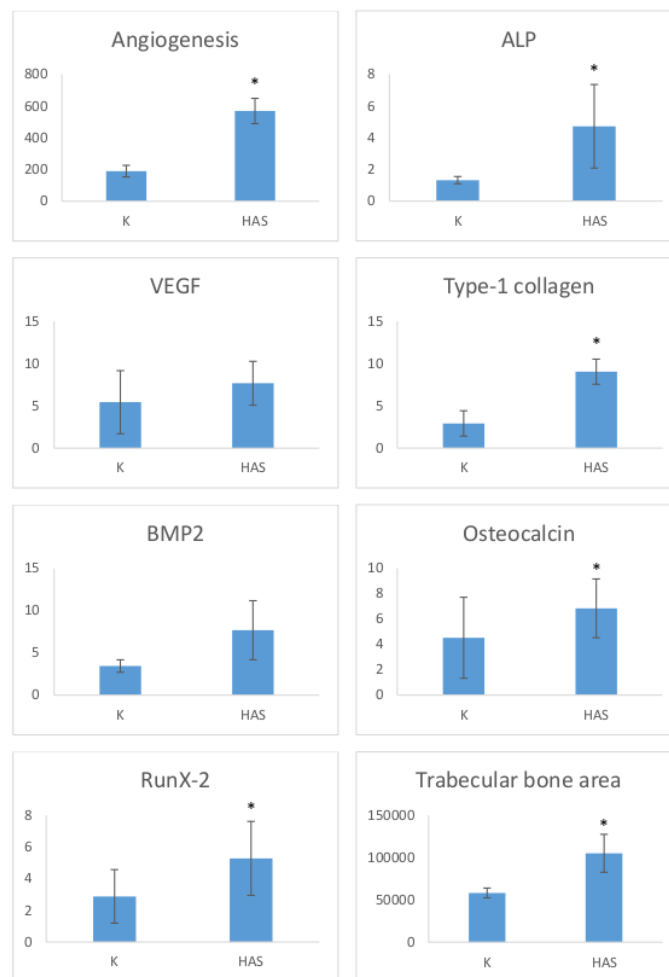 Angiogenesis
*
800
600
400
200
0
K HAS
ALP
*
8
6
4
2
0
K HAS
VEGF
15
10
5
0
K HAS
Type-1 collagen
*
15
10
5
0
K HAS
BMP2
15
10
5
0
K HAS
Osteocalcin
*
10
8
6
4
2
0
K HAS
RunX-2
*
8
6
4
2
0
K HAS
Trabecular bone area
*
150000
100000
50000
0
K HAS